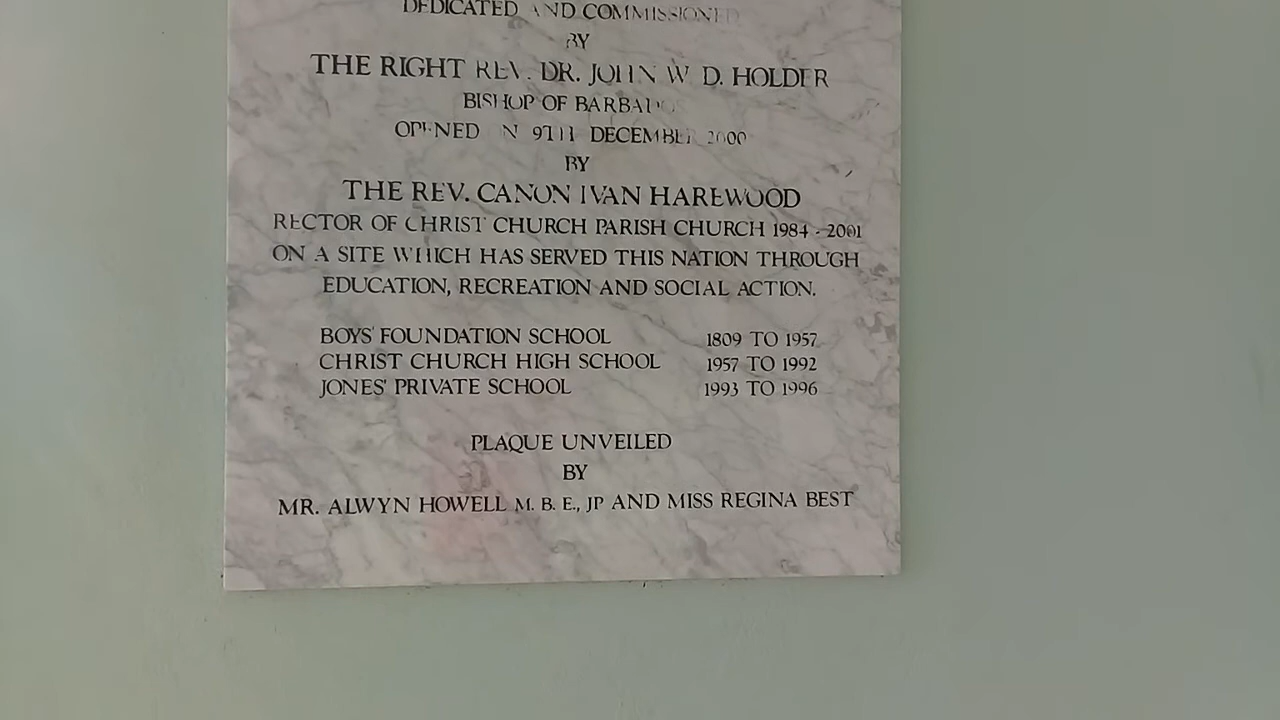 DEDICATED AND COMMISSIONED
BY
THE RIGHT REV. DR. JOHN W. D. HOLDER
BISHOP OF BARBADOS
OPENED ON 9TH DECEMBER 2000
BY
THE REV. CANON IVAN HAREWOOD
RECTOR OF CHRIST CHURCH PARISH CHURCH 1984 - 2001
ON A SITE WHICH HAS SERVED THIS NATION THROUGH
EDUCATION, RECREATION AND SOCIAL ACTION.
BOYS' FOUNDATION SCHOOL 1809 TO 1957
CHRIST CHURCH HIGH SCHOOL 1957 TO 1992
JONES' PRIVATE SCHOOL 1993 TO 1996
PLAQUE UNVEILED
BY
MR. ALWYN HOWELL M. B. E., JP AND MISS REGINA BEST